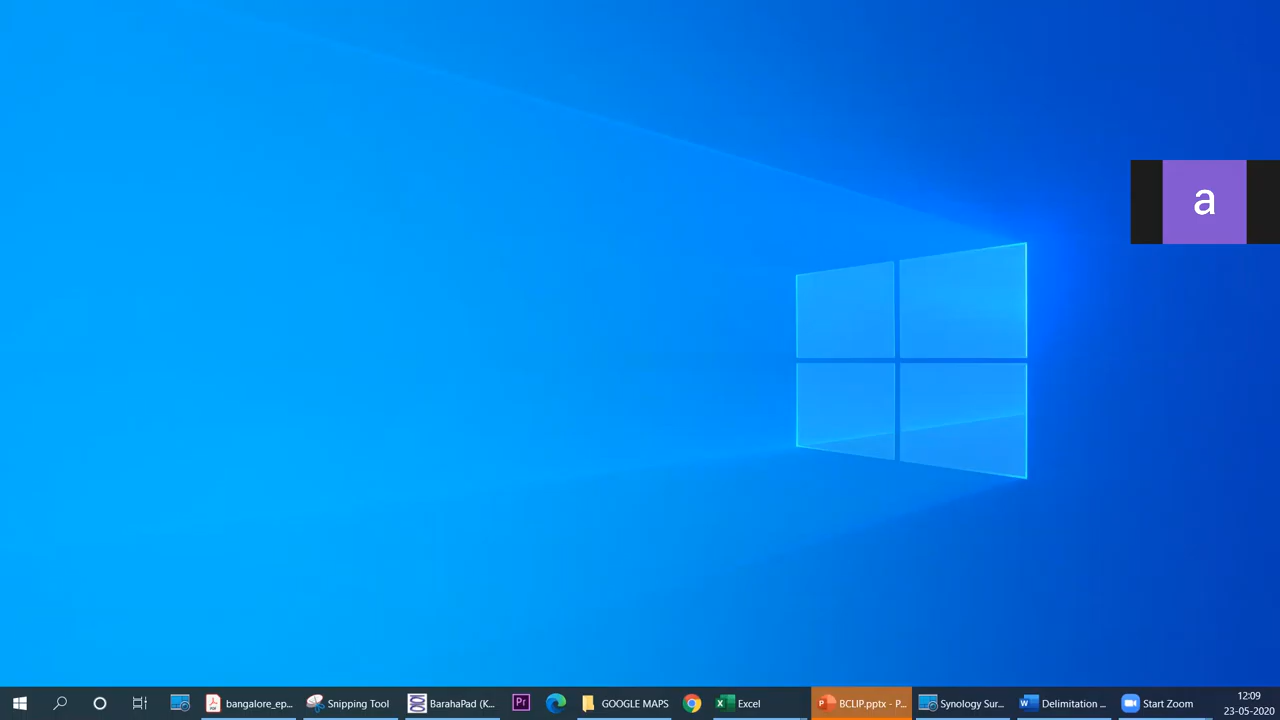 a
bangalore_ep...
Snipping Tool
BarahaPad (K...
Pr
GOOGLE MAPS
Excel
BCLIP.pptx - P...
Synology Sur...
Delimitation ...
Start Zoom
12:09
23-05-2020